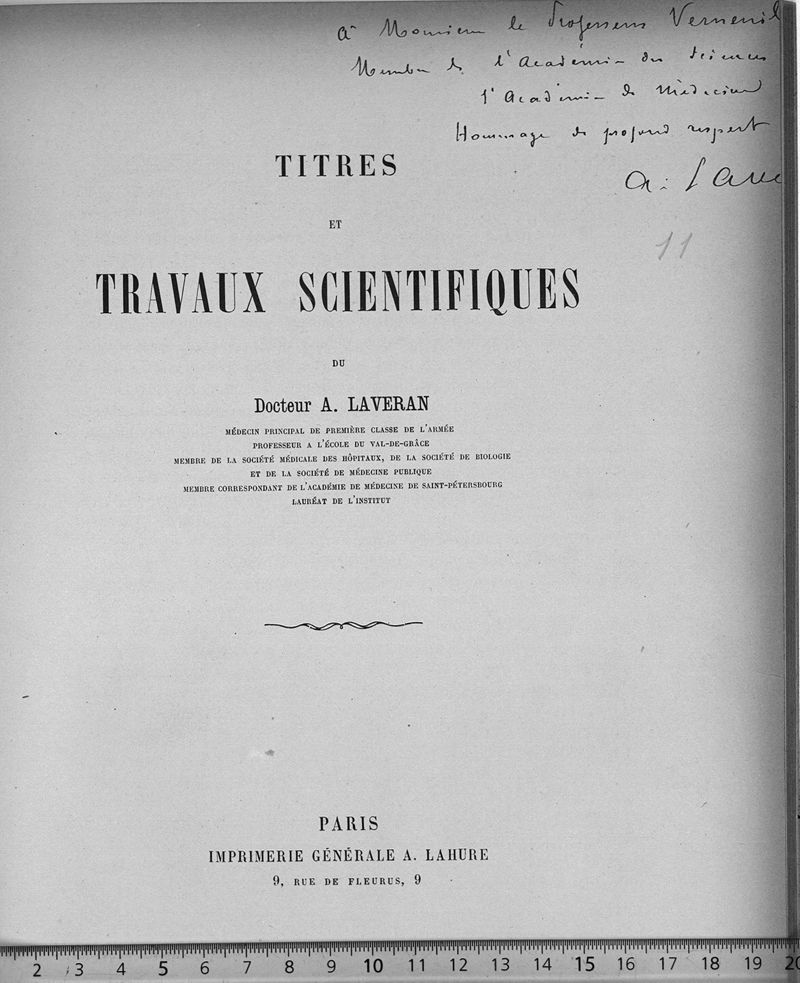 à Monsieur le Professeur Verneuil
Membre de l'Académie des Sciences
l'Académie de Médecine
Hommage de profond respect
A. Lave
11
TITRES
ET
TRAVAUX SCIENTIFIQUES
DU
Docteur A. LAVERAN
MÉDECIN PRINCIPAL DE PREMIÈRE CLASSE DE L'ARMÉE
PROFESSEUR A L'ÉCOLE DU VAL-DE-GRÂCE
MEMBRE DE LA SOCIÉTÉ MÉDICALE DES HÔPITAUX, DE LA SOCIÉTÉ DE BIOLOGIE
ET DE LA SOCIÉTÉ DE MÉDECINE PUBLIQUE
MEMBRE CORRESPONDANT DE L'ACADÉMIE DE MÉDECINE DE SAINT-PÉTERSBOURG
LAURÉAT DE L'INSTITUT
PARIS
IMPRIMERIE GÉNÉRALE A. LAHURE
9, RUE DE FLEURUS, 9
2 3 4 5 6 7 8 9 10 11 12 13 14 15 16 17 18 19 20